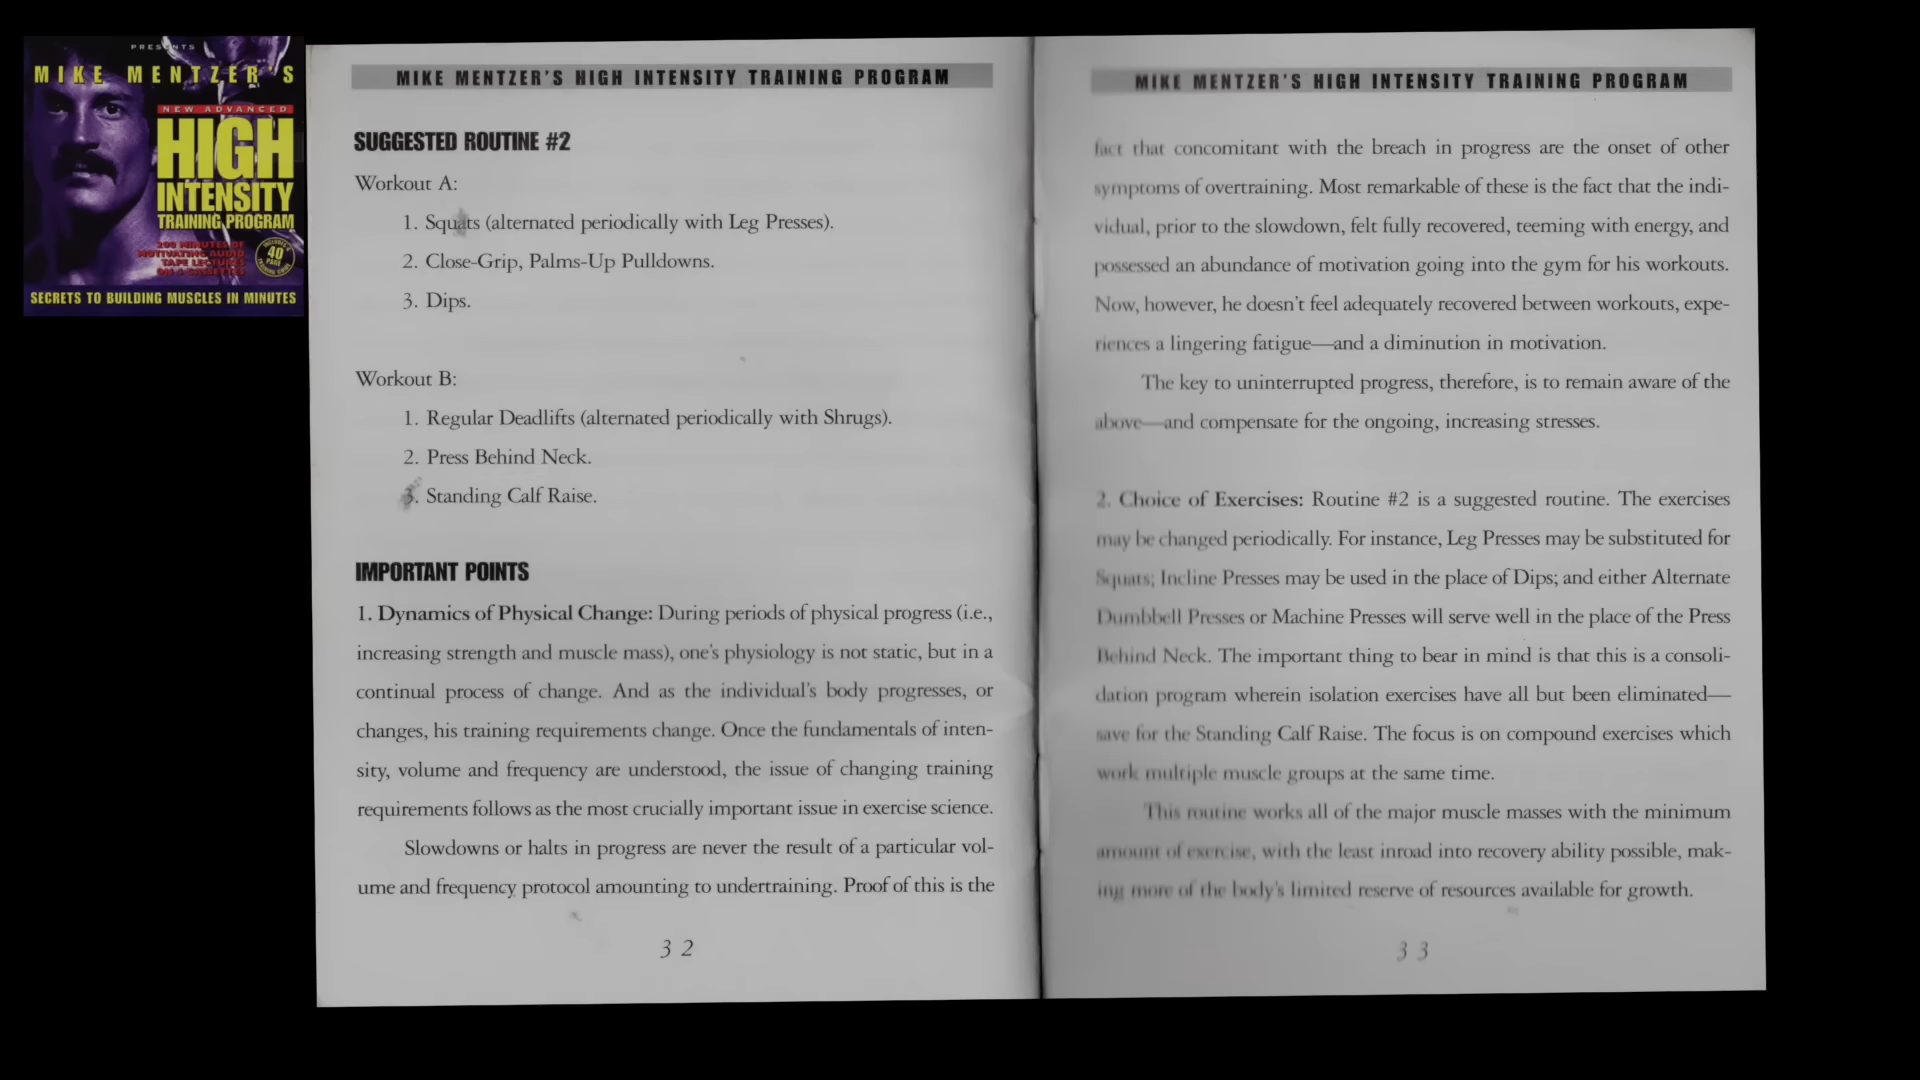 PRESENTS
MIKE MENTZER'S
NEW ADVANCED
HIGH
INTENSITY
TRAINING PROGRAM
200 MINUTES OF
MOTIVATING AUDIO
TAPE LECTURES
ON 4 CASSETTES
40
PAGE
SECRETS TO BUILDING MUSCLES IN MINUTES
MIKE MENTZER'S HIGH INTENSITY TRAINING PROGRAM
SUGGESTED ROUTINE #2
Workout A:
1. Squats (alternated periodically with Leg Presses).
2. Close-Grip, Palms-Up Pulldowns.
3. Dips.
Workout B:
1. Regular Deadlifts (alternated periodically with Shrugs).
2. Press Behind Neck.
3. Standing Calf Raise.
IMPORTANT POINTS
1. Dynamics of Physical Change: During periods of physical progress (i.e.,
increasing strength and muscle mass), one's physiology is not static, but in a
continual process of change. And as the individual's body progresses, or
changes, his training requirements change. Once the fundamentals of inten-
sity, volume and frequency are understood, the issue of changing training
requirements follows as the most crucially important issue in exercise science.
Slowdowns or halts in progress are never the result of a particular vol-
ume and frequency protocol amounting to undertraining. Proof of this is the
32
MIKE MENTZER'S HIGH INTENSITY TRAINING PROGRAM
fact that concomitant with the breach in progress are the onset of other
symptoms of overtraining. Most remarkable of these is the fact that the indi-
vidual, prior to the slowdown, felt fully recovered, teeming with energy, and
possessed an abundance of motivation going into the gym for his workouts.
Now, however, he doesn't feel adequately recovered between workouts, expe-
riences a lingering fatigue—and a diminution in motivation.
The key to uninterrupted progress, therefore, is to remain aware of the
above—and compensate for the ongoing, increasing stresses.
2. Choice of Exercises: Routine #2 is a suggested routine. The exercises
may be changed periodically. For instance, Leg Presses may be substituted for
Squats; Incline Presses may be used in the place of Dips; and either Alternate
Dumbbell Presses or Machine Presses will serve well in the place of the Press
Behind Neck. The important thing to bear in mind is that this is a consoli-
dation program wherein isolation exercises have all but been eliminated—
save for the Standing Calf Raise. The focus is on compound exercises which
work multiple muscle groups at the same time.
This routine works all of the major muscle masses with the minimum
amount of exercise, with the least inroad into recovery ability possible, mak-
ing more of the body's limited reserve of resources available for growth.
33